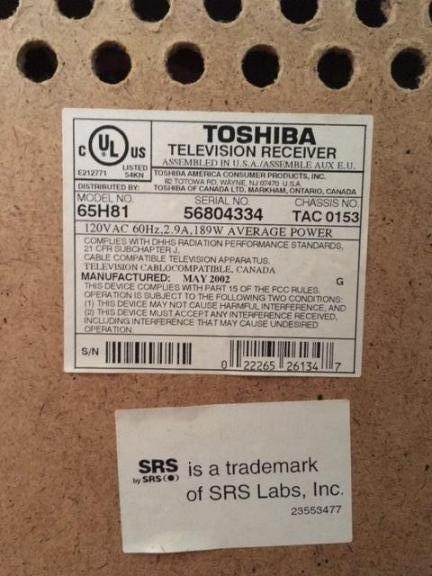 c UL US
LISTED
E212771 54KN
TOSHIBA
TELEVISION RECEIVER
ASSEMBLED IN U.S.A./ASSEMBLE AUX E.U.
TOSHIBA AMERICA CONSUMER PRODUCTS, INC.
82 TOTOWA RD. WAYNE, NJ 07470 U.S.A
DISTRIBUTED BY: TOSHIBA OF CANADA LTD. MARKHAM, ONTARIO, CANADA
MODEL NO. SERIAL NO. CHASSIS NO.
65H81 56804334 TAC 0153
120VAC 60Hz,2.9A,189W AVERAGE POWER
COMPLIES WITH DHHS RADIATION PERFORMANCE STANDARDS,
21 CFR SUBCHAPTER J.
CABLE COMPATIBLE TELEVISION APPARATUS.
TELEVISION CABLOCOMPATIBLE, CANADA
MANUFACTURED: MAY 2002 G
THIS DEVICE COMPLIES WITH PART 15 OF THE FCC RULES.
OPERATION IS SUBJECT TO THE FOLLOWING TWO CONDITIONS:
(1) THIS DEVICE MAY NOT CAUSE HARMFUL INTERFERENCE, AND
(2) THIS DEVICE MUST ACCEPT ANY INTERFERENCE RECEIVED,
INCLUDING INTERFERENCE THAT MAY CAUSE UNDESIRED
OPERATION.
S/N
0 22265 26134 7
SRS is a trademark
by SRS
of SRS Labs, Inc.
23553477